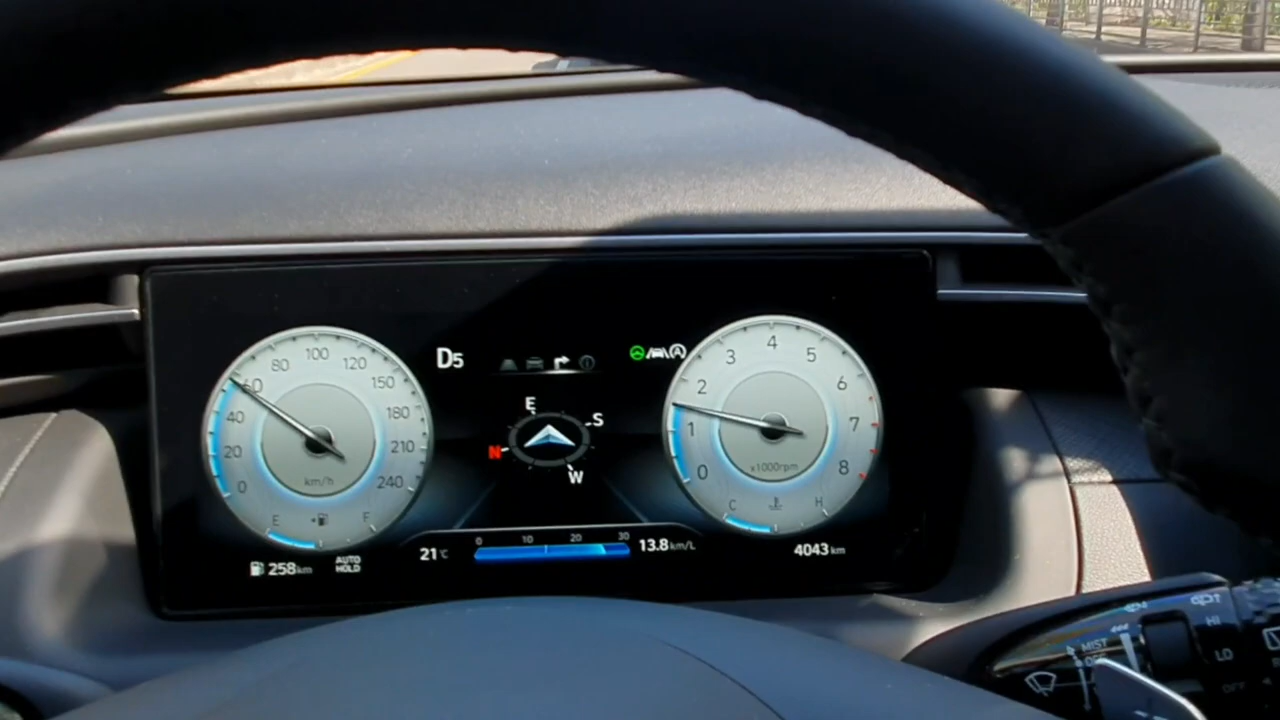 0
20
40
60
80
100
120
150
180
210
240
km/h
E
F
258km
AUTO
HOLD
D5
E
S
N
W
21℃
0 10 20 30
13.8km/L
0
1
2
3
4
5
6
7
8
x1000rpm
C
H
4043km
HI
MIST
LO
OFF